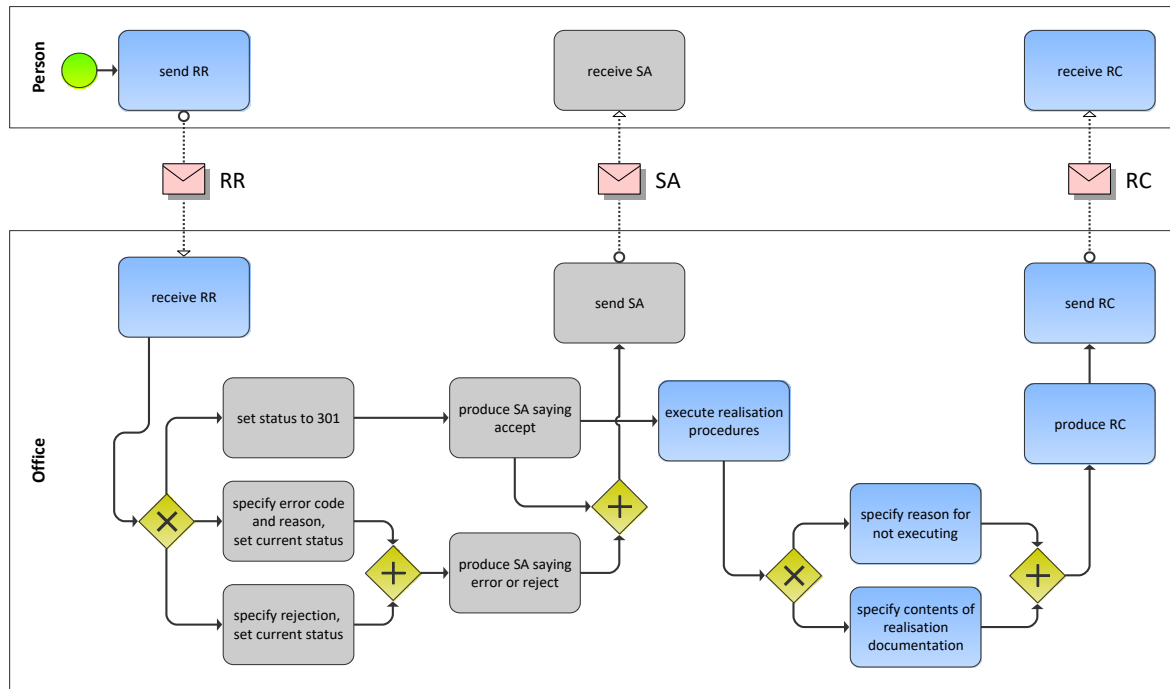 Person
send RR
receive SA
receive RC
RR
SA
RC
Office
receive RR
send SA
send RC
set status to 301
produce SA saying
accept
execute realisation
procedures
produce RC
specify error code
and reason,
set current status
specify reason for
not executing
produce SA saying
error or reject
specify rejection,
set current status
specify contents of
realisation
documentation